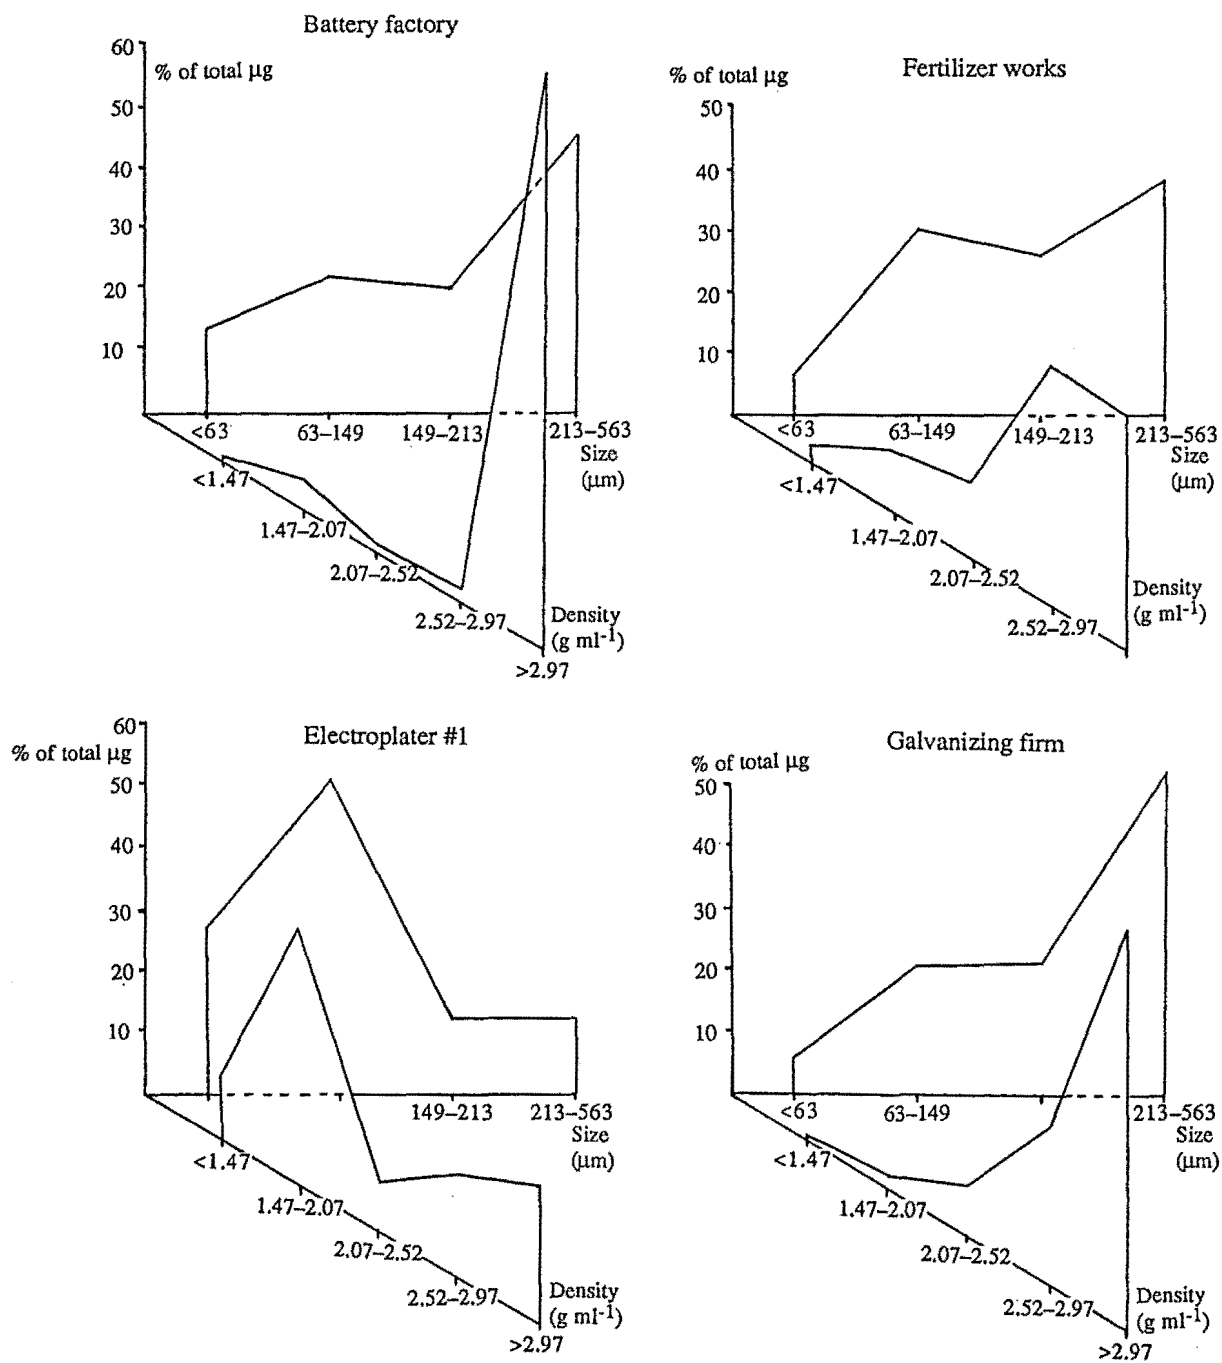 Battery factory
60
% of total µg
50
40
30
20
10
<63
63–149
149–213
213–563
Size
(µm)
<1.47
1.47–2.07
2.07–2.52
2.52–2.97
>2.97
Density
(g ml-1)
Fertilizer works
% of total µg
50
40
30
20
10
<63
63–149
149–213
213–563
Size
(µm)
<1.47
1.47–2.07
2.07–2.52
2.52–2.97
Density
(g ml-1)
Electroplater #1
60
% of total µg
50
40
30
20
10
149–213
213–563
Size
(µm)
<1.47
1.47–2.07
2.07–2.52
2.52–2.97
>2.97
Density
(g ml-1)
Galvanizing firm
% of total µg
50
40
30
20
10
<63
63–149
213–563
Size
(µm)
<1.47
1.47–2.07
2.07–2.52
2.52–2.97
>2.97
Density
(g ml-1)